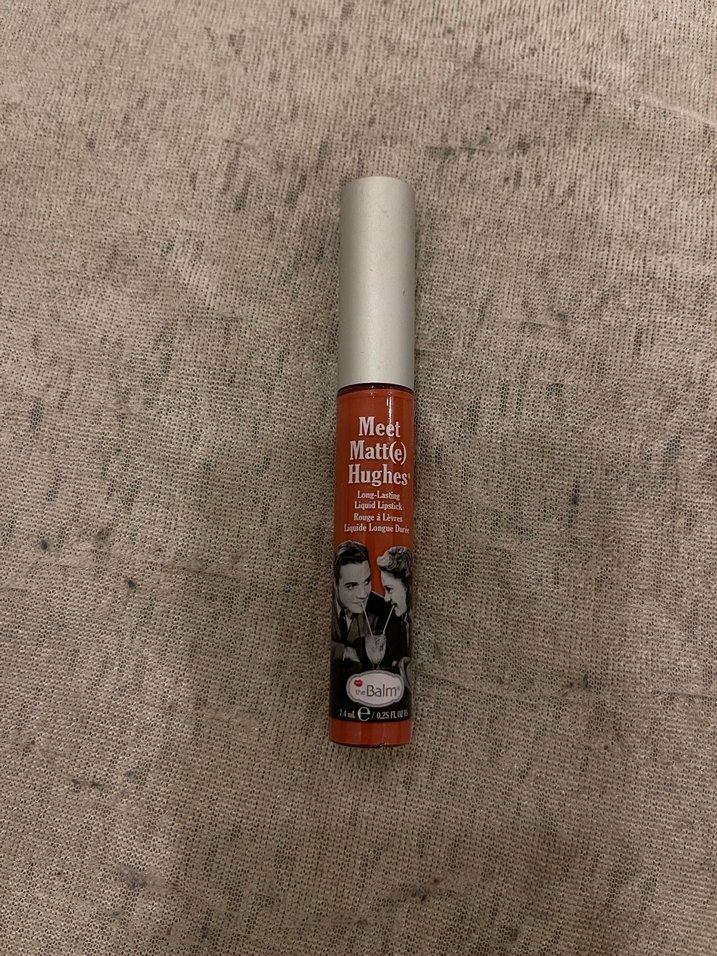 Meet
Matt(e)
Hughes®
Long-Lasting
Liquid Lipstick
Rouge à Lèvres
Liquide Longue Durée
theBalm®
7.4 mL e / 0.25 FL OZ